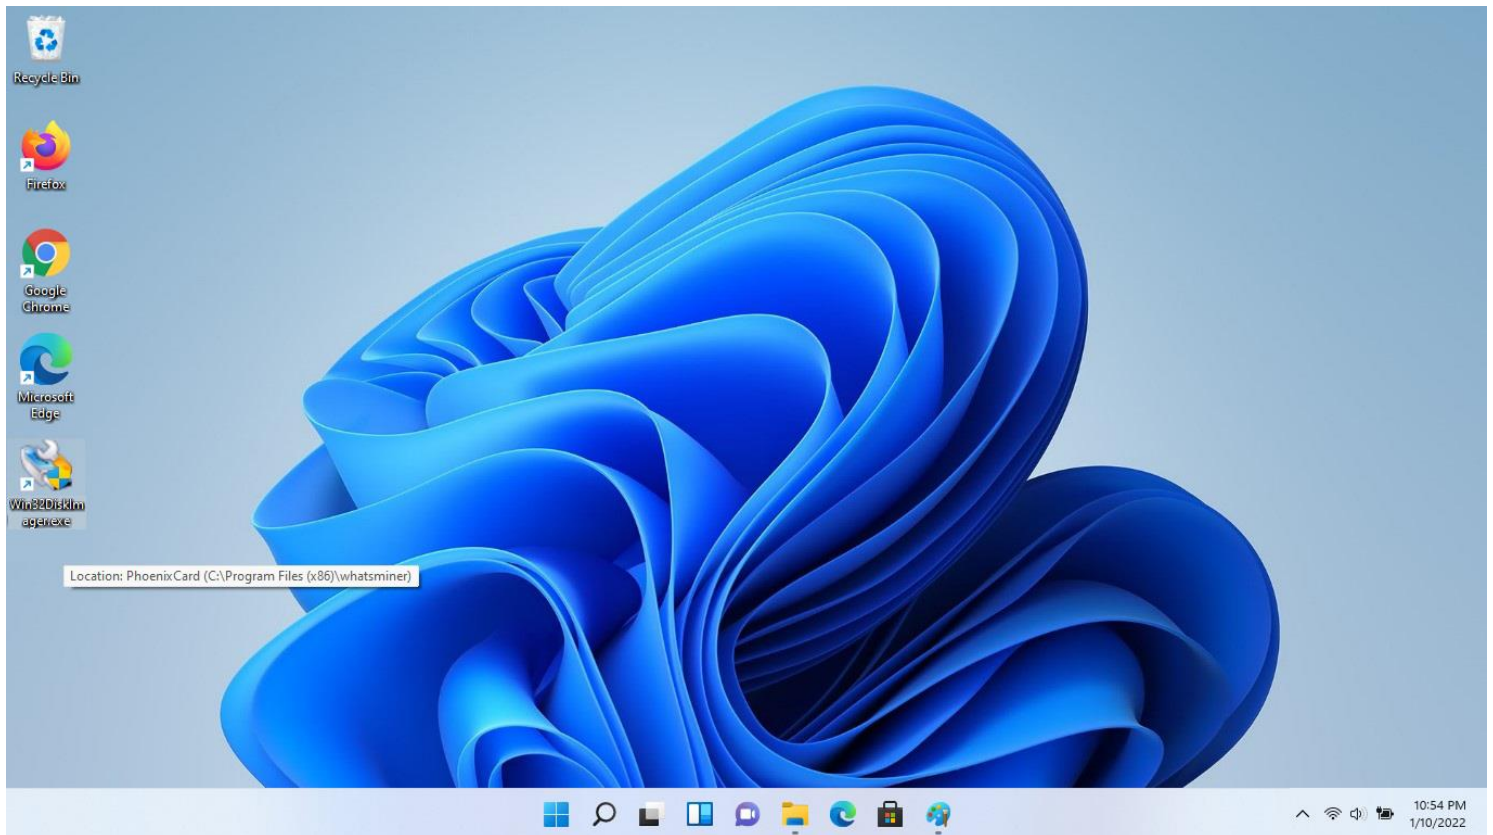 Recycle Bin
Firefox
Google
Chrome
Microsoft
Edge
Win32DiskIm
ager.exe
Location: PhoenixCard (C:\Program Files (x86)\whatsminer)
10:54 PM
1/10/2022